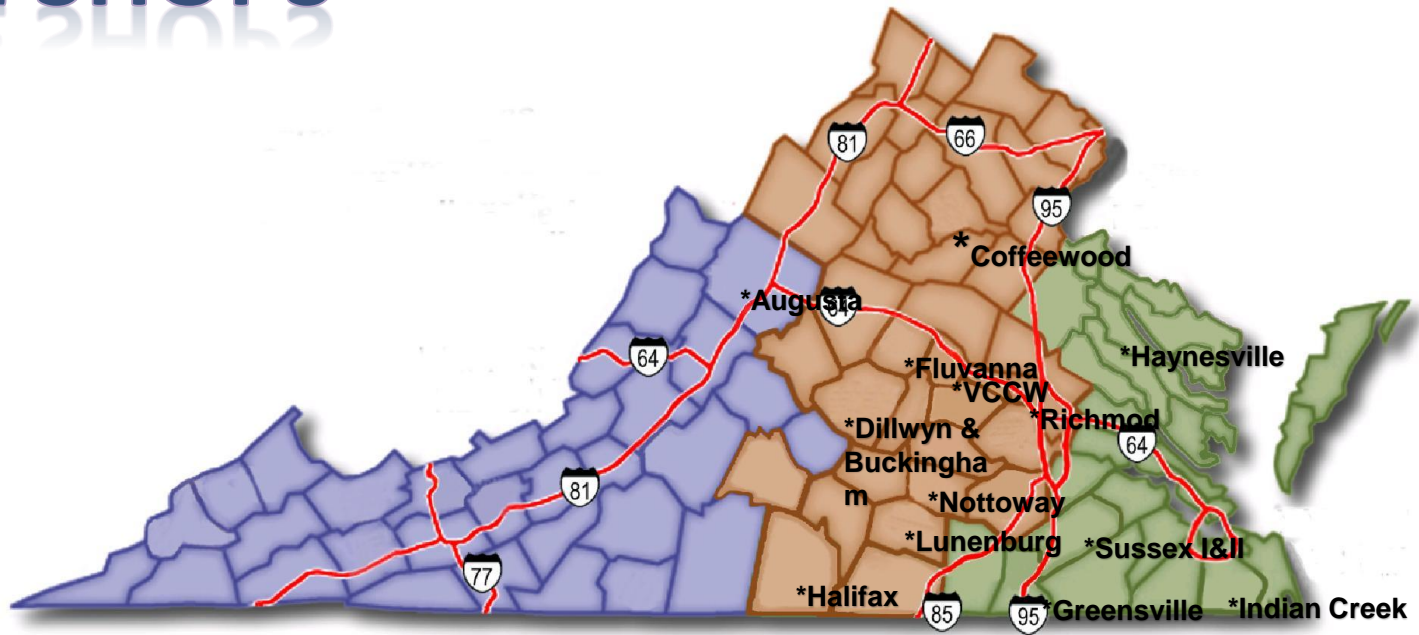 81
66
95
*Coffeewood
*Augusta
64
64
*Haynesville
*Fluvanna
*VCCW
*Richmod
*Dillwyn &
Buckingha
m
64
81
*Nottoway
*Lunenburg
*Sussex I&II
77
*Halifax
85
95
*Greensville
*Indian Creek